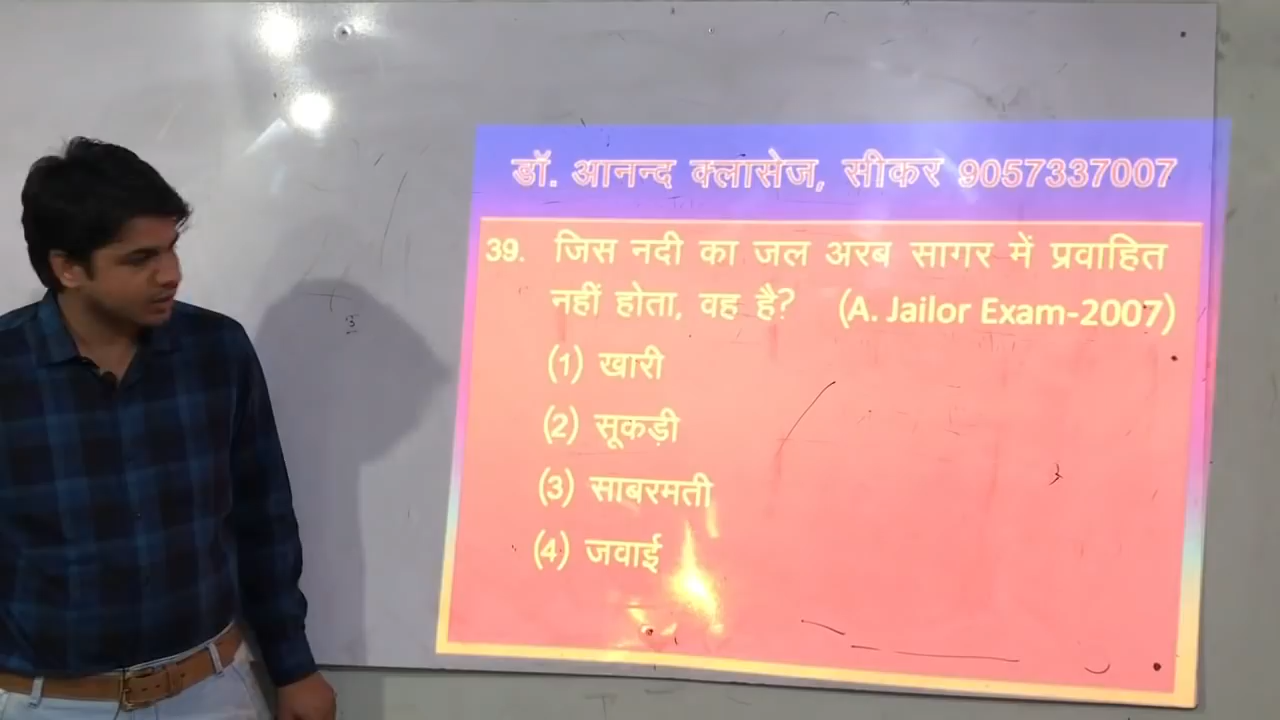 डॉ. आनन्द क्लासेज, सीकर 9057337007
39. जिस नदी का जल अरब सागर में प्रवाहित
नहीं होता, वह है? (A. Jailor Exam-2007)
(1) खारी
(2) सूकड़ी
(3) साबरमती
(4) जवाई